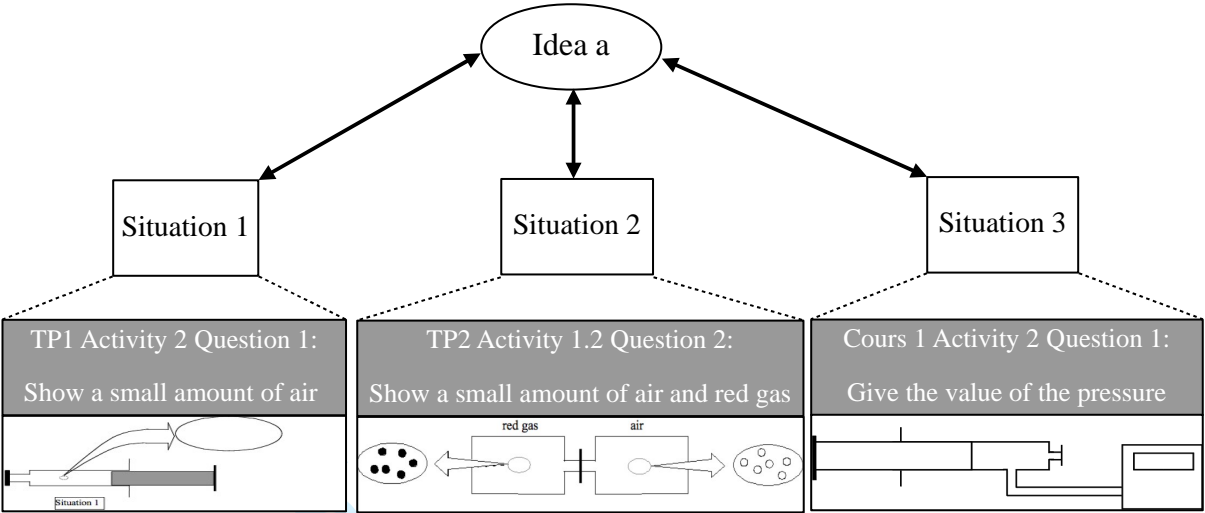 Idea a
Situation 1
Situation 2
Situation 3
TP1 Activity 2 Question 1:
Show a small amount of air
TP2 Activity 1.2 Question 2:
Show a small amount of air and red gas
Cours 1 Activity 2 Question 1:
Give the value of the pressure
red gas
air
Situation 1